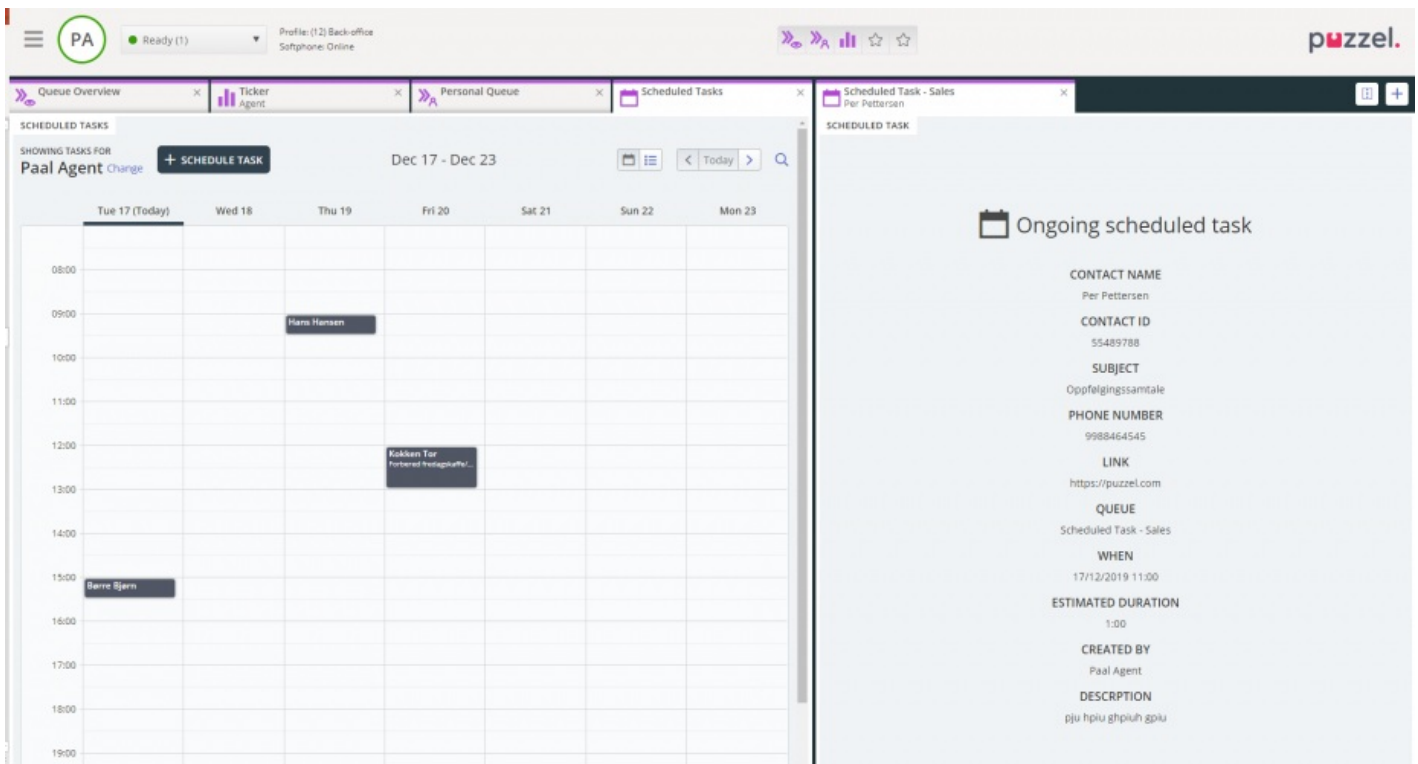 PA
Ready (1)
Profile: (12) Back-office
Softphone: Online
puzzel.
Queue Overview
Ticker
Agent
Personal Queue
Scheduled Tasks
Scheduled Task - Sales
Per Pettersen
SCHEDULED TASKS
SHOWING TASKS FOR
Paal Agent Change
+ SCHEDULE TASK
Dec 17 - Dec 23
Today
Tue 17 (Today) Wed 18 Thu 19 Fri 20 Sat 21 Sun 22 Mon 23
08:00
09:00
Hans Hansen
10:00
11:00
12:00
Kokken Tor
Forbered fredagskaffe/...
13:00
14:00
15:00
Børre Bjørn
16:00
17:00
18:00
19:00
SCHEDULED TASK
Ongoing scheduled task
CONTACT NAME
Per Pettersen
CONTACT ID
55489788
SUBJECT
Oppfølgingssamtale
PHONE NUMBER
9988464545
LINK
https://puzzel.com
QUEUE
Scheduled Task - Sales
WHEN
17/12/2019 11:00
ESTIMATED DURATION
1:00
CREATED BY
Paal Agent
DESCRPTION
pju hpiu ghpiuh gpiu